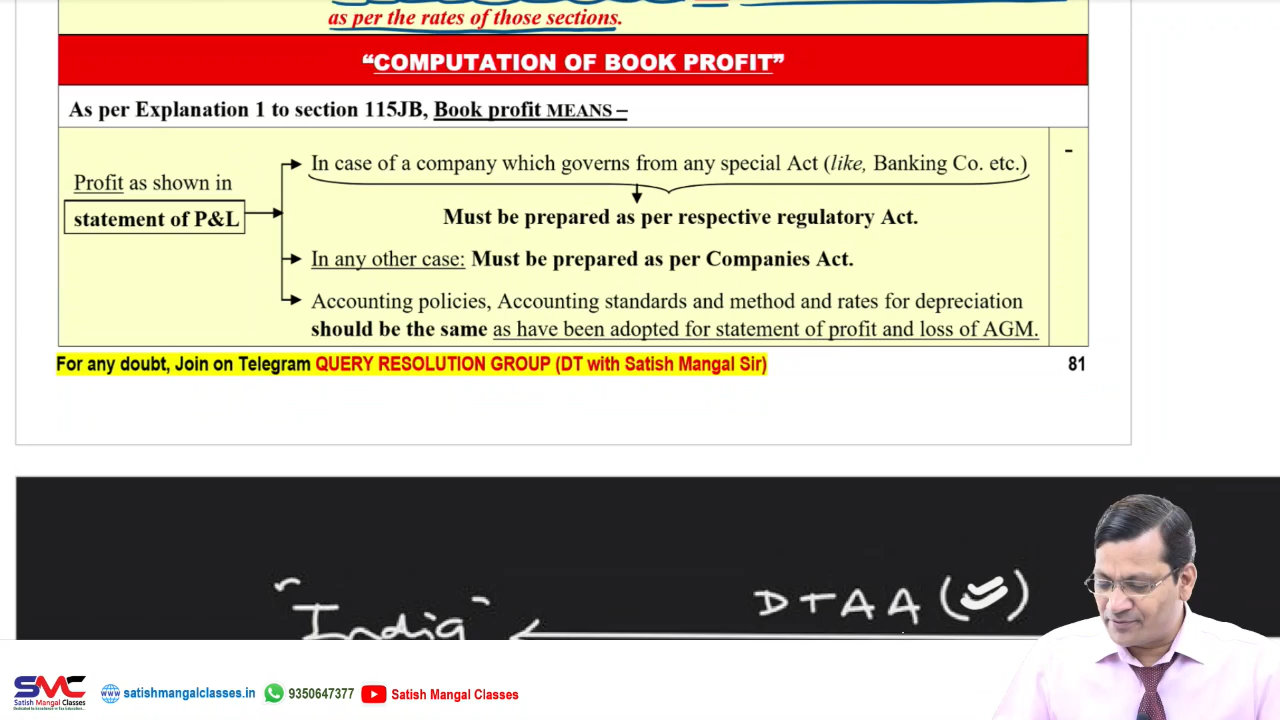 as per the rates of those sections.
“COMPUTATION OF BOOK PROFIT”
As per Explanation 1 to section 115JB, Book profit MEANS –
In case of a company which governs from any special Act (like, Banking Co. etc.)
-
Profit as shown in
statement of P&L
Must be prepared as per respective regulatory Act.
In any other case: Must be prepared as per Companies Act.
Accounting policies, Accounting standards and method and rates for depreciation
should be the same as have been adopted for statement of profit and loss of AGM.
For any doubt, Join on Telegram QUERY RESOLUTION GROUP (DT with Satish Mangal Sir)
81
"India"
DTAA (
)
SMC
Satish Mangal Classes
satishmangalclasses.in
9350647377
Satish Mangal Classes